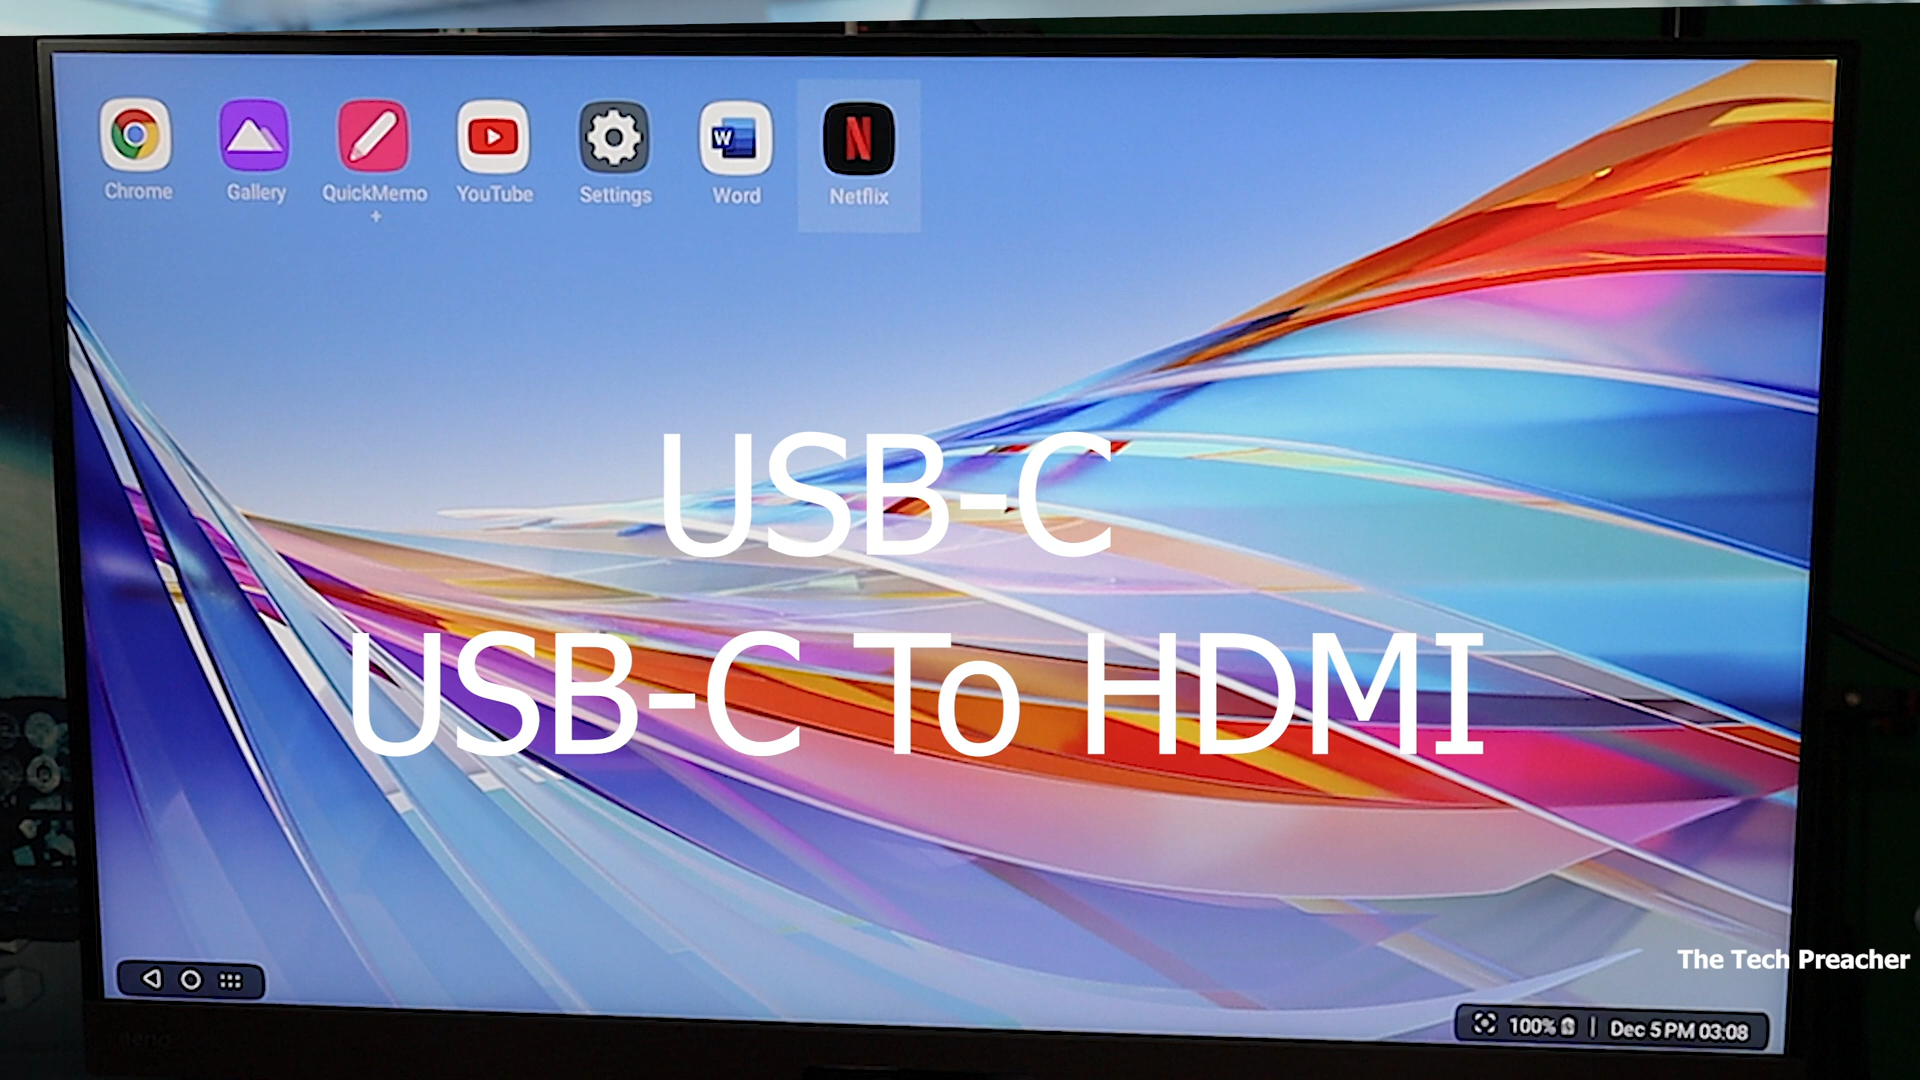 Chrome
Gallery
QuickMemo
+
YouTube
Settings
W
Word
N
Netflix
USB-C
USB-C To HDMI
The Tech Preacher
100% | Dec 5 PM 03:08